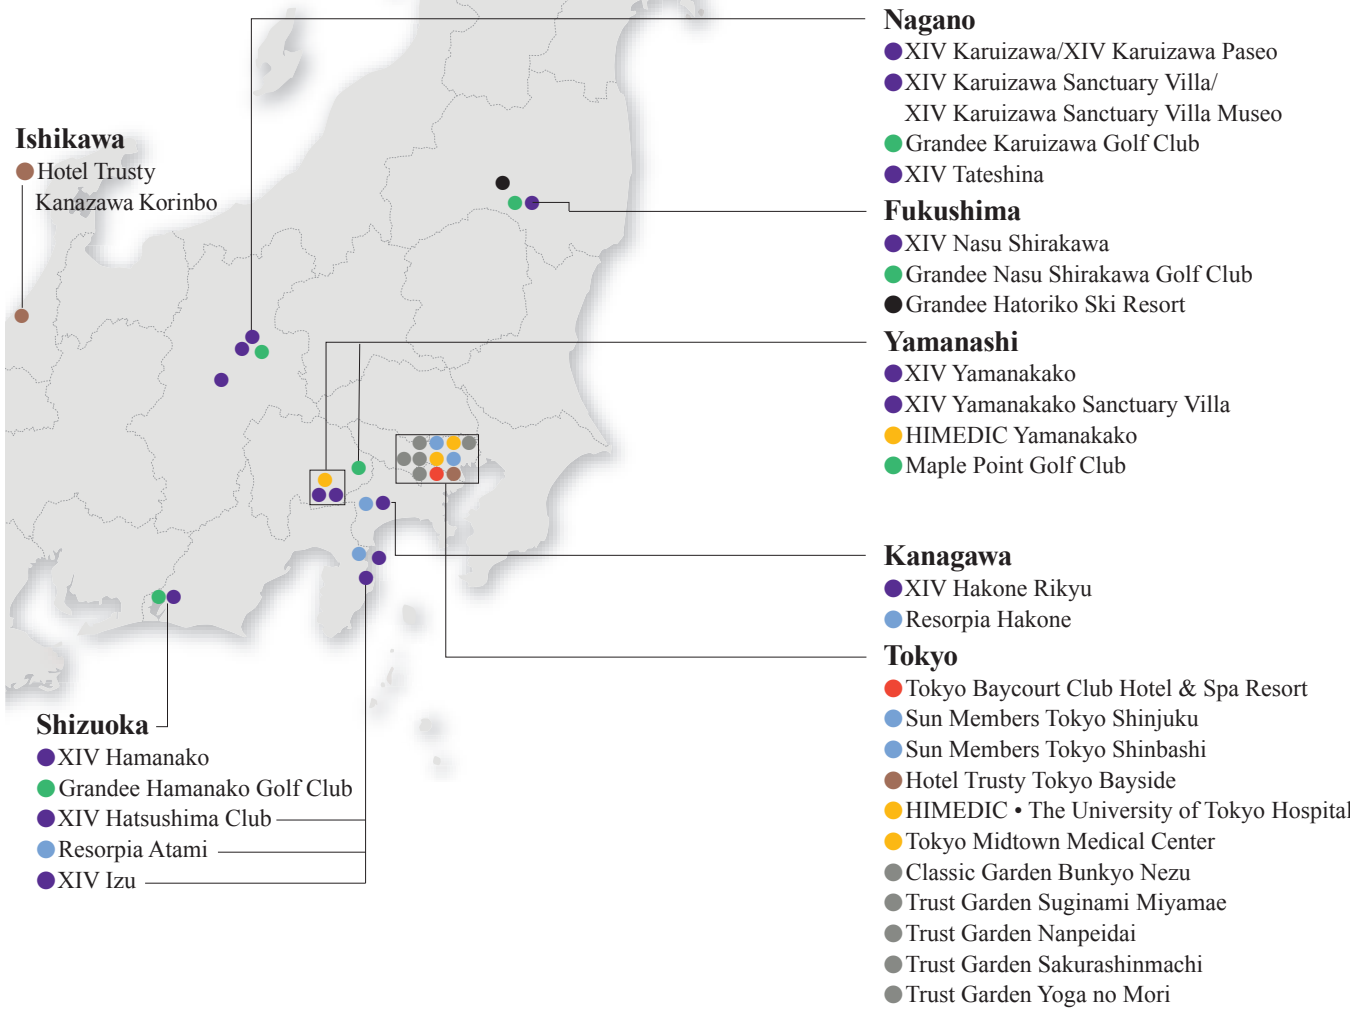 Nagano
XIV Karuizawa/XIV Karuizawa Paseo
XIV Karuizawa Sanctuary Villa/
XIV Karuizawa Sanctuary Villa Museo
Grandee Karuizawa Golf Club
XIV Tateshina
Ishikawa
Hotel Trusty
Kanazawa Korinbo
Fukushima
XIV Nasu Shirakawa
Grandee Nasu Shirakawa Golf Club
Grandee Hatoriko Ski Resort
Yamanashi
XIV Yamanakako
XIV Yamanakako Sanctuary Villa
HIMEDIC Yamanakako
Maple Point Golf Club
Kanagawa
XIV Hakone Rikyu
Resorpia Hakone
Tokyo
Tokyo Baycourt Club Hotel & Spa Resort
Sun Members Tokyo Shinjuku
Sun Members Tokyo Shinbashi
Hotel Trusty Tokyo Bayside
HIMEDIC • The University of Tokyo Hospital
Tokyo Midtown Medical Center
Classic Garden Bunkyo Nezu
Trust Garden Suginami Miyamae
Trust Garden Nanpeidai
Trust Garden Sakurashinmachi
Trust Garden Yoga no Mori
Shizuoka
XIV Hamanako
Grandee Hamanako Golf Club
XIV Hatsushima Club
Resorpia Atami
XIV Izu